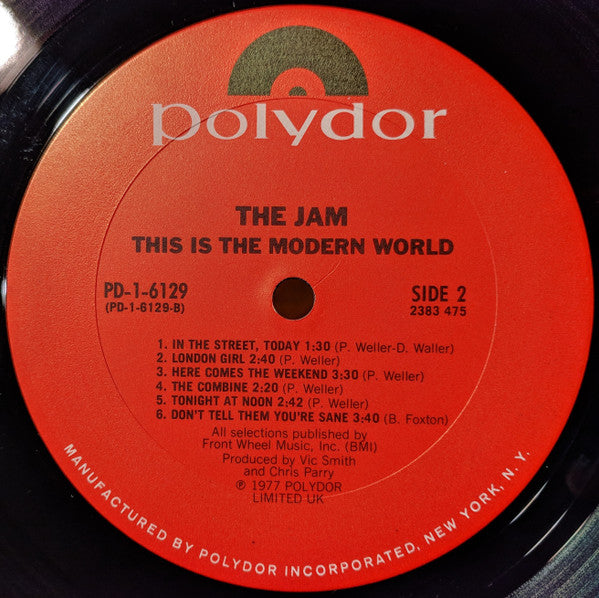 polydor
THE JAM
THIS IS THE MODERN WORLD
PD-1-6129
(PD-1-6129-B)
SIDE 2
2383 475
1. IN THE STREET, TODAY 1:30 (P. Weller-D. Waller)
2. LONDON GIRL 2:40 (P. Weller)
3. HERE COMES THE WEEKEND 3:30 (P. Weller)
4. THE COMBINE 2:20 (P. Weller)
5. TONIGHT AT NOON 2:42 (P. Weller)
6. DON'T TELL THEM YOU'RE SANE 3:40 (B. Foxton)
All selections published by
Front Wheel Music, Inc. (BMI)
Produced by Vic Smith
and Chris Parry
℗ 1977 POLYDOR
LIMITED UK
MANUFACTURED BY POLYDOR INCORPORATED, NEW YORK, N.Y.